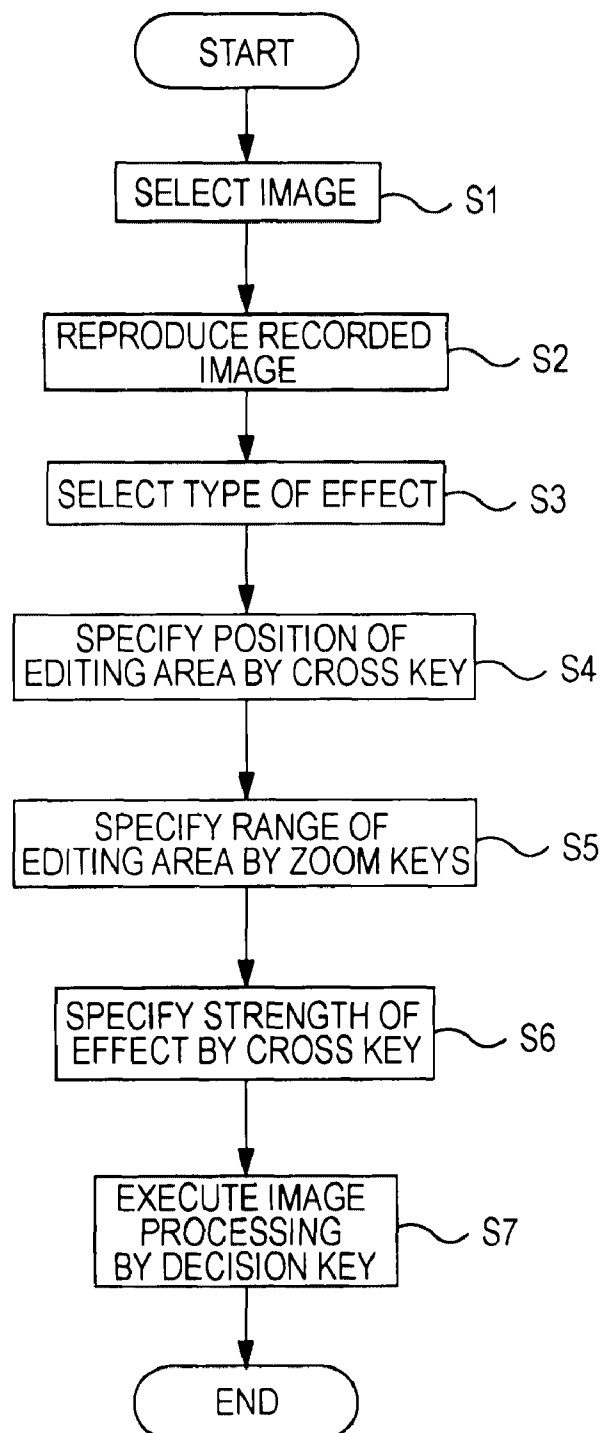 START
SELECT IMAGE
S1
REPRODUCE RECORDED
IMAGE
S2
SELECT TYPE OF EFFECT
S3
SPECIFY POSITION OF
EDITING AREA BY CROSS KEY
S4
SPECIFY RANGE OF
EDITING AREA BY ZOOM KEYS
S5
SPECIFY STRENGTH OF
EFFECT BY CROSS KEY
S6
EXECUTE IMAGE
PROCESSING
BY DECISION KEY
S7
END